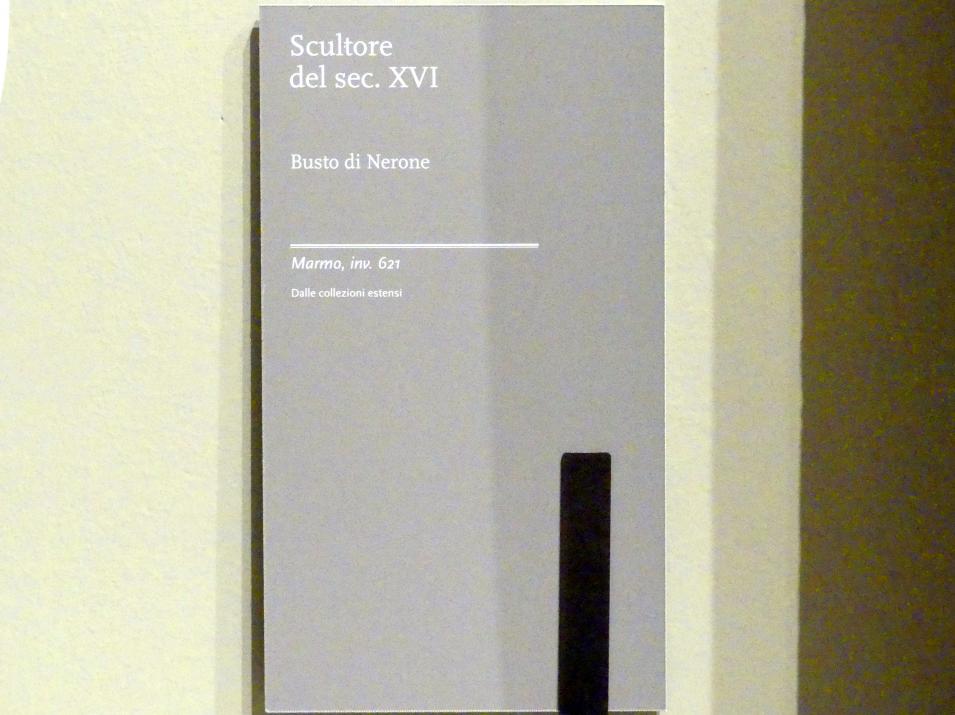 Scultore
del sec. XVI
Busto di Nerone
Marmo, inv. 621
Dalle collezioni estensi